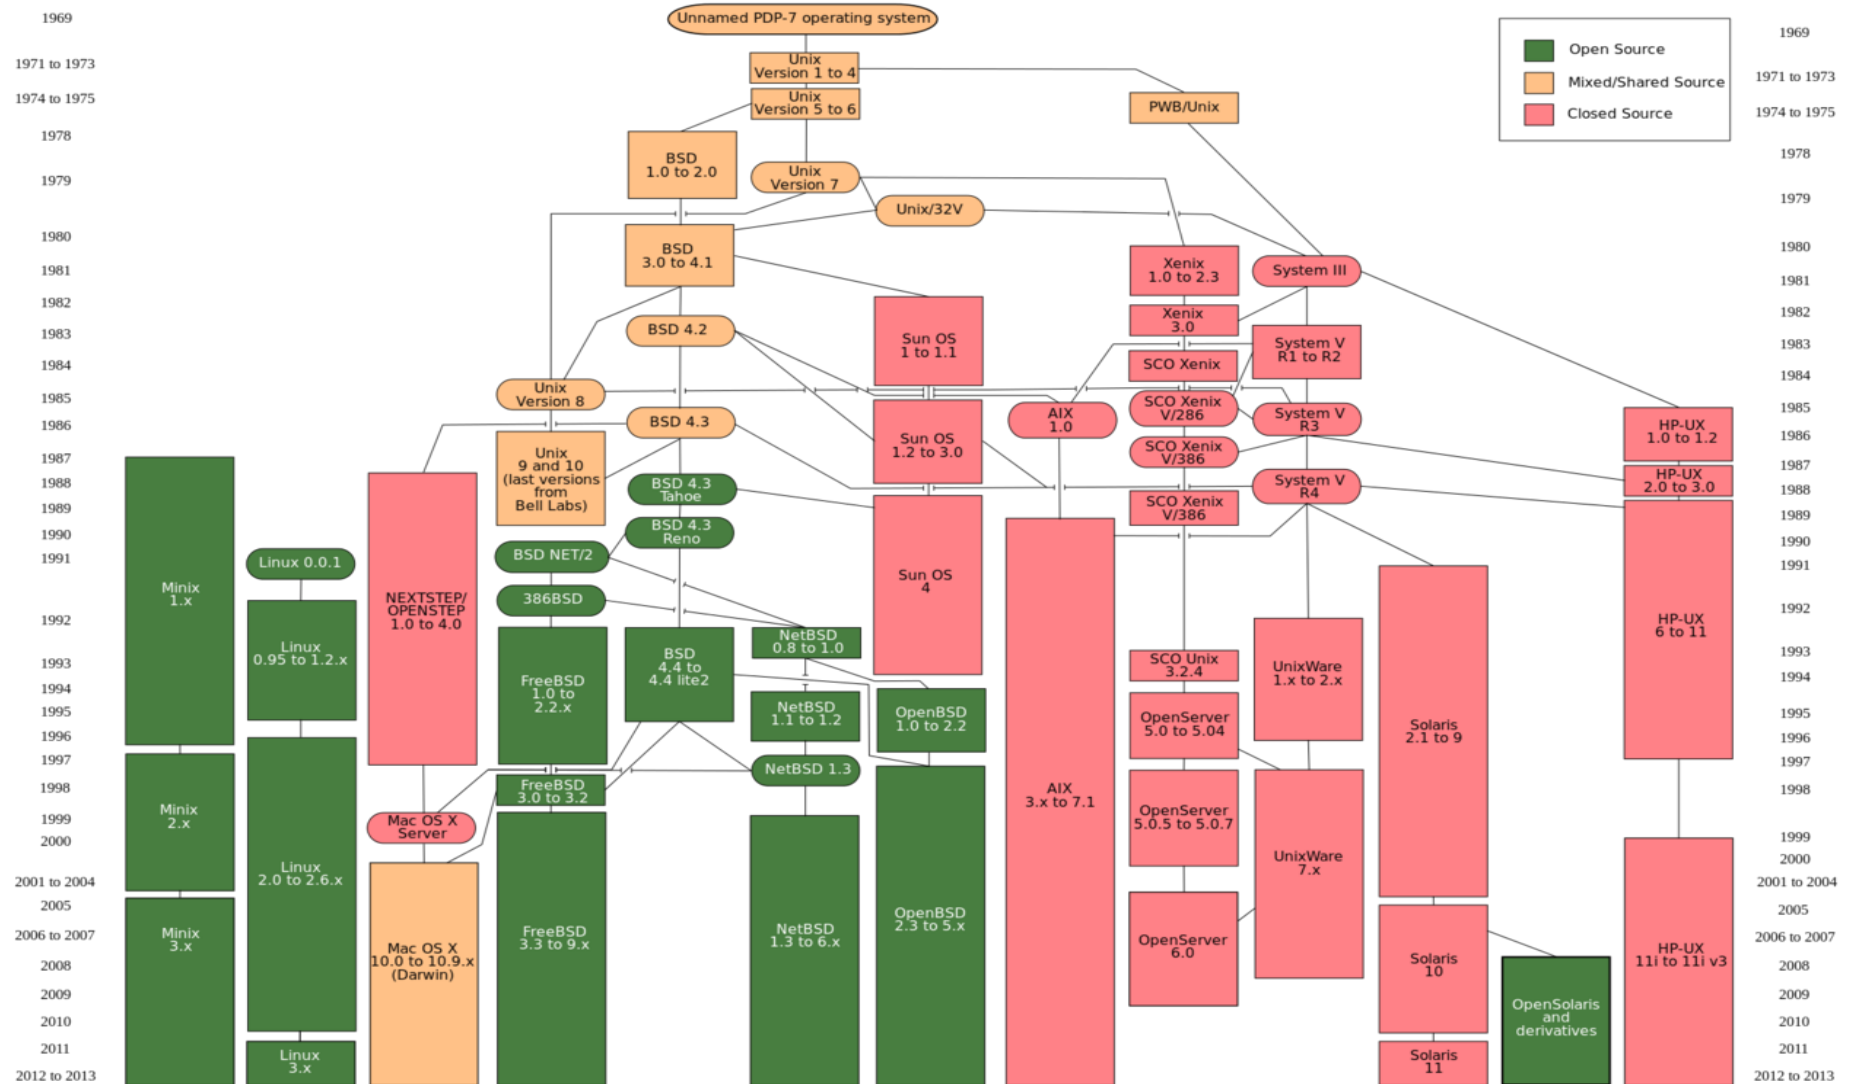 1969
1971 to 1973
1974 to 1975
1978
1979
1980
1981
1982
1983
1984
1985
1986
1987
1988
1989
1990
1991
1992
1993
1994
1995
1996
1997
1998
1999
2000
2001 to 2004
2005
2006 to 2007
2008
2009
2010
2011
2012 to 2013
Unnamed PDP-7 operating system
Unix
Version 1 to 4
Unix
Version 5 to 6
PWB/Unix
BSD
1.0 to 2.0
Unix
Version 7
Unix/32V
BSD
3.0 to 4.1
Xenix
1.0 to 2.3
System III
Xenix
3.0
BSD 4.2
Sun OS
1 to 1.1
System V
R1 to R2
SCO Xenix
Unix
Version 8
SCO Xenix
V/286
AIX
1.0
System V
R3
BSD 4.3
HP-UX
1.0 to 1.2
Sun OS
1.2 to 3.0
SCO Xenix
V/386
Unix
9 and 10
(last versions
from
Bell Labs)
HP-UX
2.0 to 3.0
BSD 4.3
Tahoe
System V
R4
SCO Xenix
V/386
BSD 4.3
Reno
BSD NET/2
Linux 0.0.1
Minix
1.x
Sun OS
4
386BSD
NEXTSTEP/
OPENSTEP
1.0 to 4.0
HP-UX
6 to 11
Linux
0.95 to 1.2.x
NetBSD
0.8 to 1.0
BSD
4.4 to
4.4 lite2
SCO Unix
3.2.4
UnixWare
1.x to 2.x
FreeBSD
1.0 to
2.2.x
NetBSD
1.1 to 1.2
OpenBSD
1.0 to 2.2
OpenServer
5.0 to 5.04
Solaris
2.1 to 9
NetBSD 1.3
FreeBSD
3.0 to 3.2
AIX
3.x to 7.1
Minix
2.x
Mac OS X
Server
OpenServer
5.0.5 to 5.0.7
Linux
2.0 to 2.6.x
UnixWare
7.x
OpenBSD
2.3 to 5.x
Minix
3.x
FreeBSD
3.3 to 9.x
NetBSD
1.3 to 6.x
Mac OS X
10.0 to 10.9.x
(Darwin)
OpenServer
6.0
Solaris
10
HP-UX
11i to 11i v3
OpenSolaris
and
derivatives
Linux
3.x
Solaris
11
Open Source
Mixed/Shared Source
Closed Source
1969
1971 to 1973
1974 to 1975
1978
1979
1980
1981
1982
1983
1984
1985
1986
1987
1988
1989
1990
1991
1992
1993
1994
1995
1996
1997
1998
1999
2000
2001 to 2004
2005
2006 to 2007
2008
2009
2010
2011
2012 to 2013